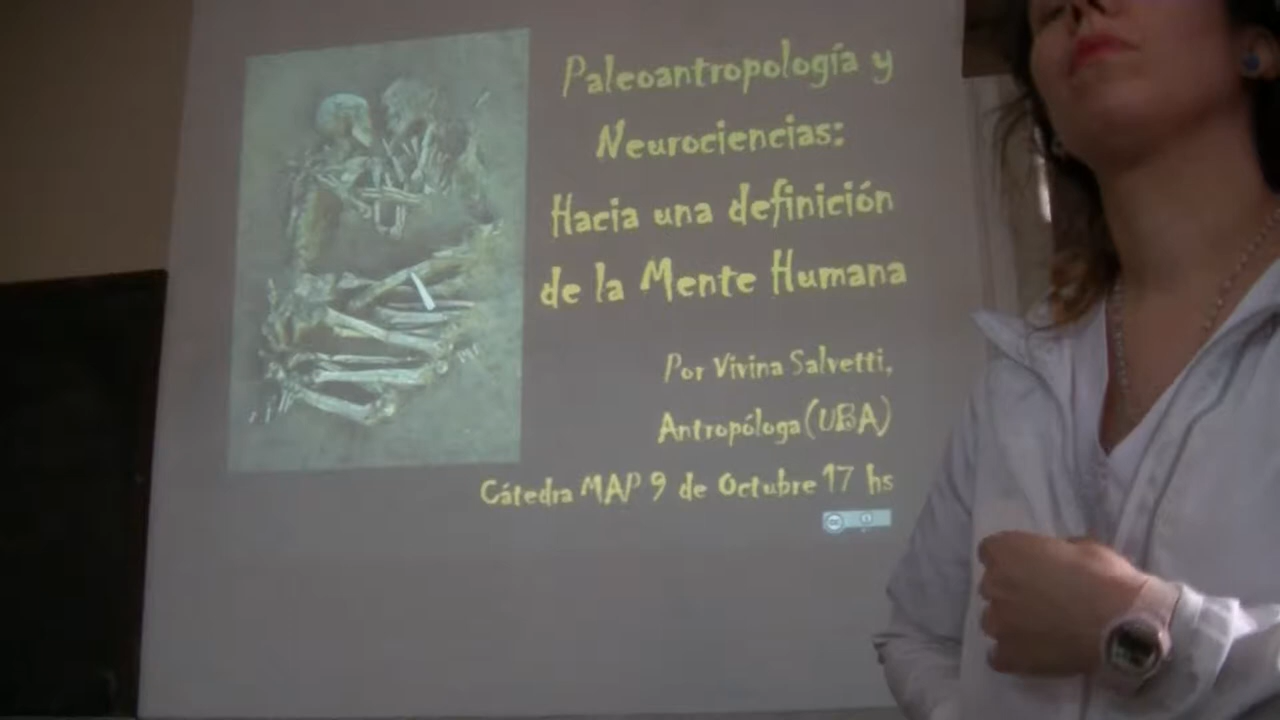 Paleoantropología y
Neurociencias:
Hacia una definición
de la Mente Humana
Por Vivina Salvetti,
Antropóloga (UBA)
Cátedra MAP 9 de Octubre 17 hs
cc